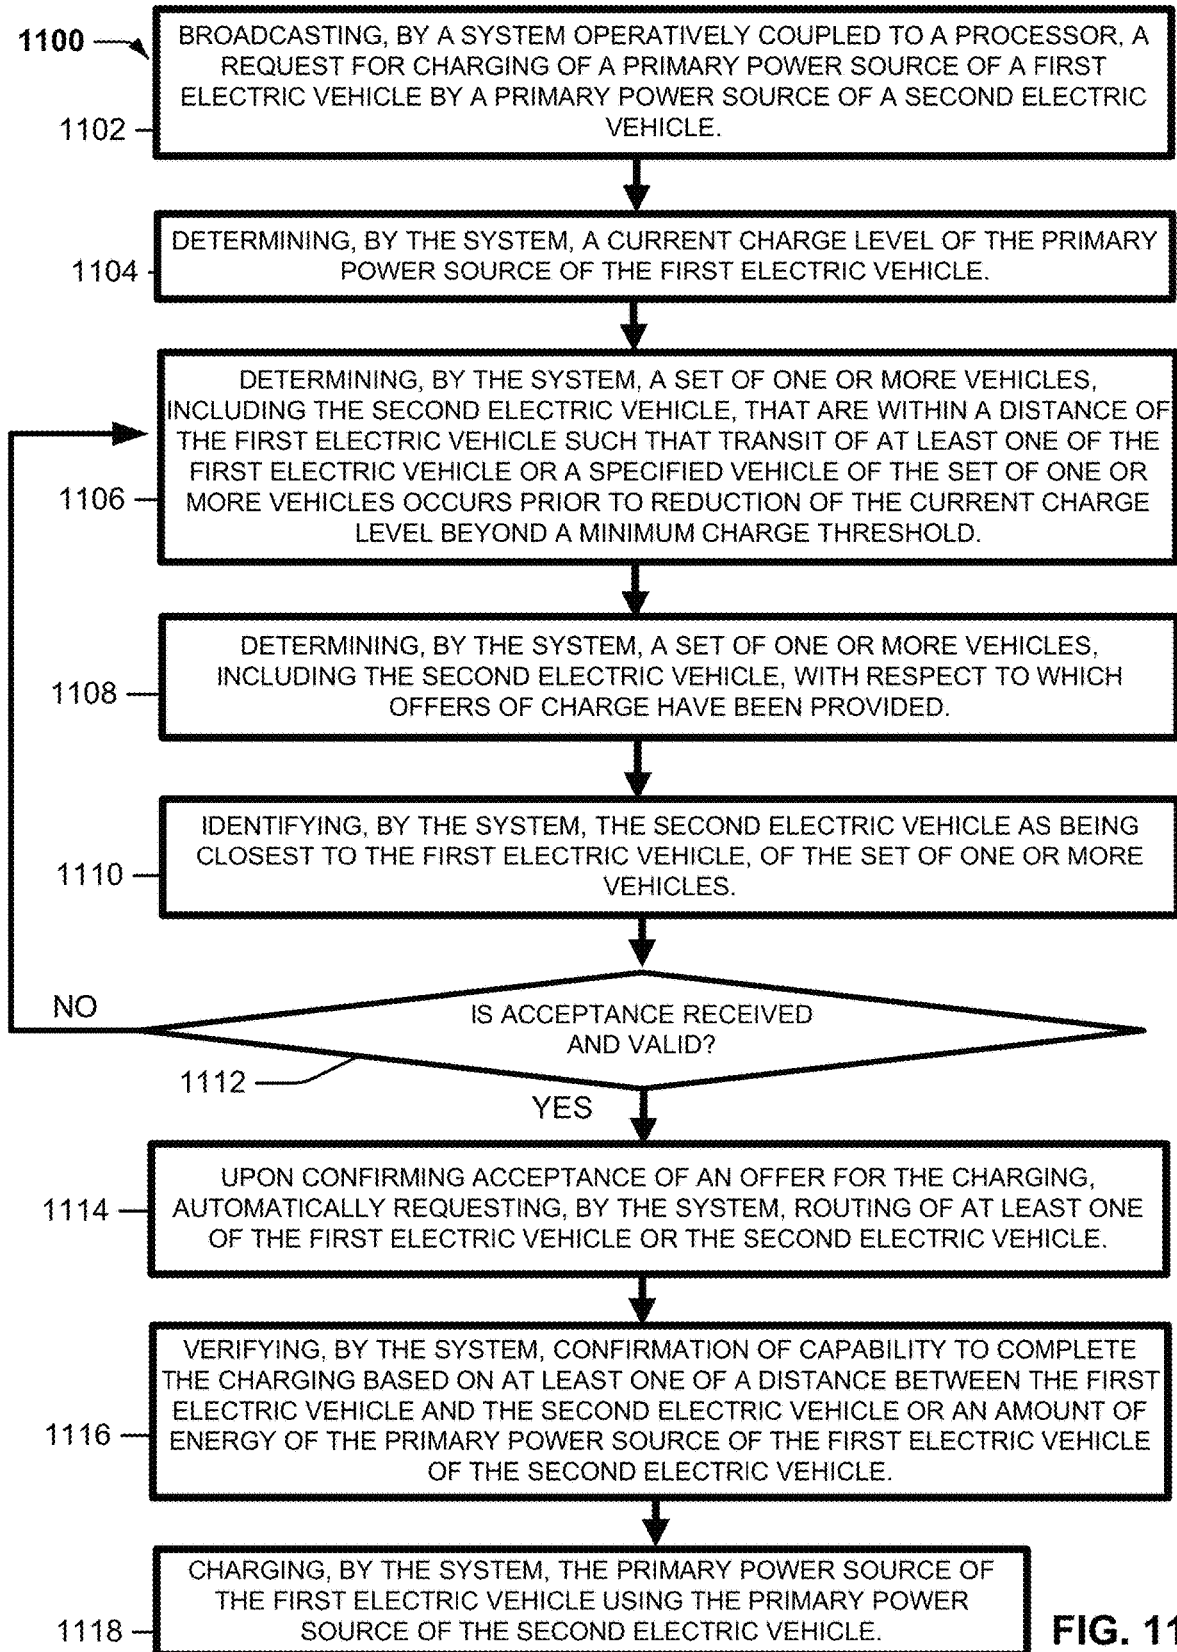 1100
BROADCASTING, BY A SYSTEM OPERATIVELY COUPLED TO A PROCESSOR, A
REQUEST FOR CHARGING OF A PRIMARY POWER SOURCE OF A FIRST
ELECTRIC VEHICLE BY A PRIMARY POWER SOURCE OF A SECOND ELECTRIC
VEHICLE.
1102
DETERMINING, BY THE SYSTEM, A CURRENT CHARGE LEVEL OF THE PRIMARY
POWER SOURCE OF THE FIRST ELECTRIC VEHICLE.
1104
DETERMINING, BY THE SYSTEM, A SET OF ONE OR MORE VEHICLES,
INCLUDING THE SECOND ELECTRIC VEHICLE, THAT ARE WITHIN A DISTANCE OF
THE FIRST ELECTRIC VEHICLE SUCH THAT TRANSIT OF AT LEAST ONE OF THE
FIRST ELECTRIC VEHICLE OR A SPECIFIED VEHICLE OF THE SET OF ONE OR
MORE VEHICLES OCCURS PRIOR TO REDUCTION OF THE CURRENT CHARGE
LEVEL BEYOND A MINIMUM CHARGE THRESHOLD.
1106
DETERMINING, BY THE SYSTEM, A SET OF ONE OR MORE VEHICLES,
INCLUDING THE SECOND ELECTRIC VEHICLE, WITH RESPECT TO WHICH
OFFERS OF CHARGE HAVE BEEN PROVIDED.
1108
IDENTIFYING, BY THE SYSTEM, THE SECOND ELECTRIC VEHICLE AS BEING
CLOSEST TO THE FIRST ELECTRIC VEHICLE, OF THE SET OF ONE OR MORE
VEHICLES.
1110
NO
IS ACCEPTANCE RECEIVED
AND VALID?
1112
YES
UPON CONFIRMING ACCEPTANCE OF AN OFFER FOR THE CHARGING,
AUTOMATICALLY REQUESTING, BY THE SYSTEM, ROUTING OF AT LEAST ONE
OF THE FIRST ELECTRIC VEHICLE OR THE SECOND ELECTRIC VEHICLE.
1114
VERIFYING, BY THE SYSTEM, CONFIRMATION OF CAPABILITY TO COMPLETE
THE CHARGING BASED ON AT LEAST ONE OF A DISTANCE BETWEEN THE FIRST
ELECTRIC VEHICLE AND THE SECOND ELECTRIC VEHICLE OR AN AMOUNT OF
ENERGY OF THE PRIMARY POWER SOURCE OF THE FIRST ELECTRIC VEHICLE
OF THE SECOND ELECTRIC VEHICLE.
1116
CHARGING, BY THE SYSTEM, THE PRIMARY POWER SOURCE OF
THE FIRST ELECTRIC VEHICLE USING THE PRIMARY POWER
SOURCE OF THE SECOND ELECTRIC VEHICLE.
1118
FIG. 11